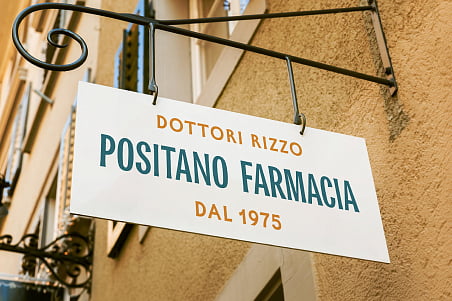 DOTTORI RIZZO
POSITANO FARMACIA
DAL 1975